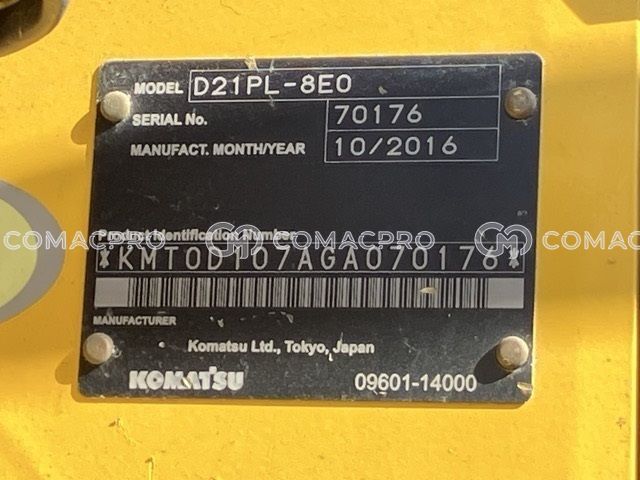 MODEL D21PL-8E0
SERIAL No. 70176
MANUFACT. MONTH/YEAR 10/2016
Product Identification Number
COMACPRO COMACPRO COMACPRO
*KMT0D107AGA070176*
MANUFACTURER
Komatsu Ltd., Tokyo, Japan
KOMATSU 09601-14000